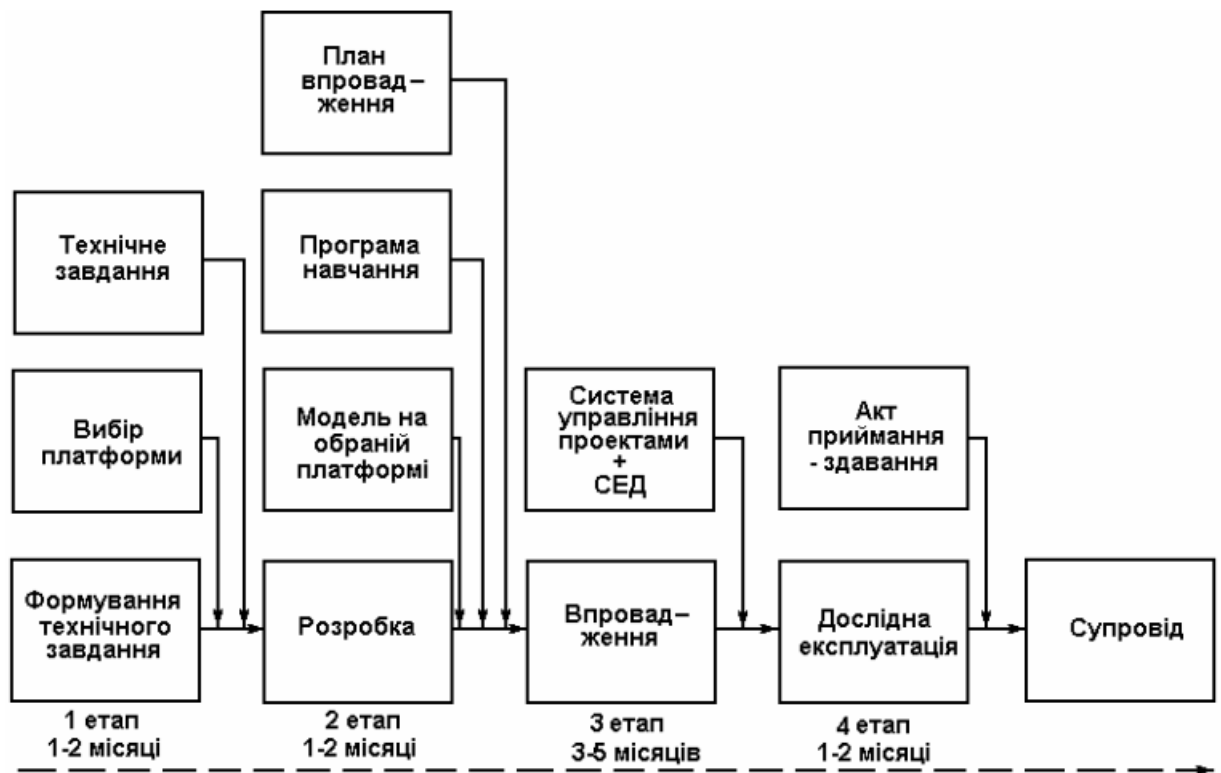 План
впровад–
ження
Технічне
завдання
Програма
навчання
Вибір
платформи
Модель на
обраній
платформі
Система
управління
проектами
+
СЕД
Акт
приймання
- здавання
Формування
технічного
завдання
Розробка
Впровад–
ження
Дослідна
експлуатація
Супровід
1 етап
1-2 місяці
2 етап
1-2 місяці
3 етап
3-5 місяців
4 етап
1-2 місяці